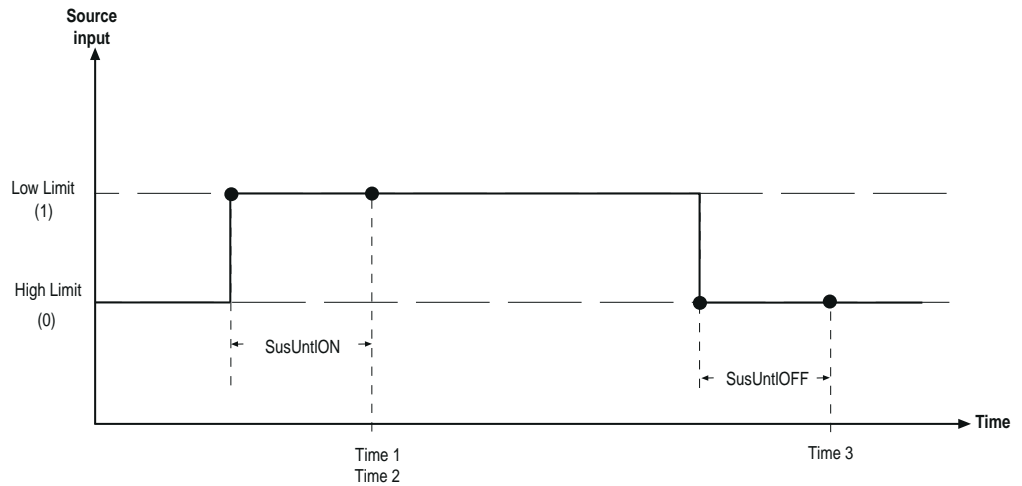 Source
input
Low Limit
(1)
High Limit
(0)
SusUntlON
SusUntlOFF
Time
Time 1
Time 2
Time 3